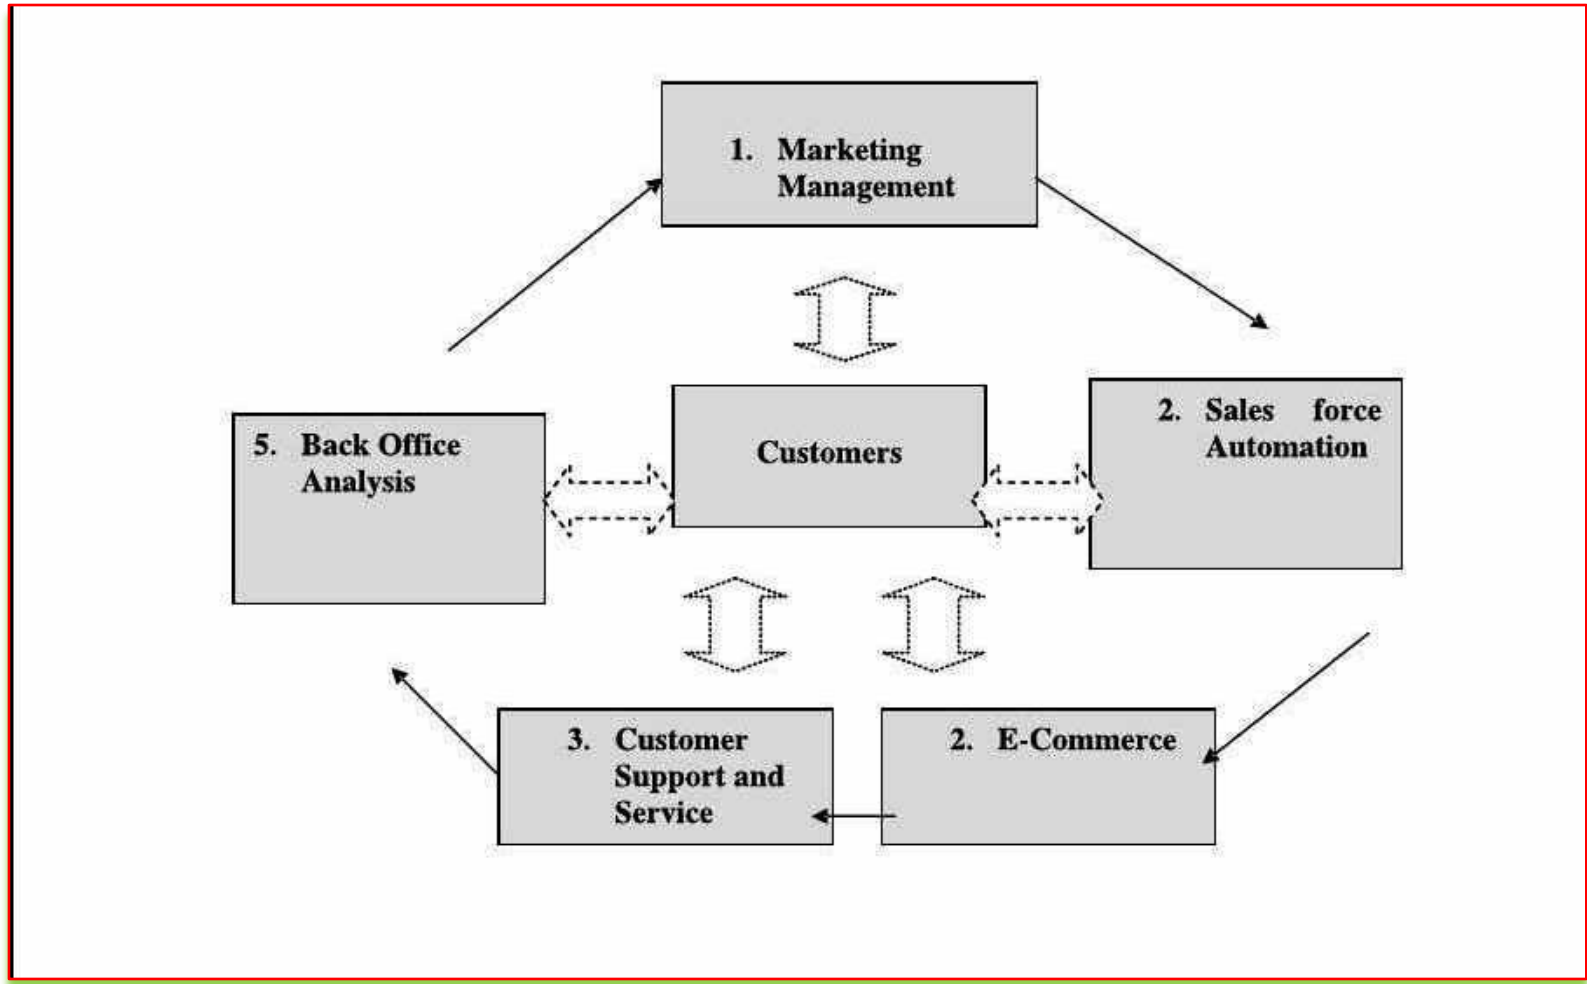 1. Marketing
Management
5. Back Office
Analysis
Customers
2. Sales force
Automation
3. Customer
Support and
Service
2. E-Commerce